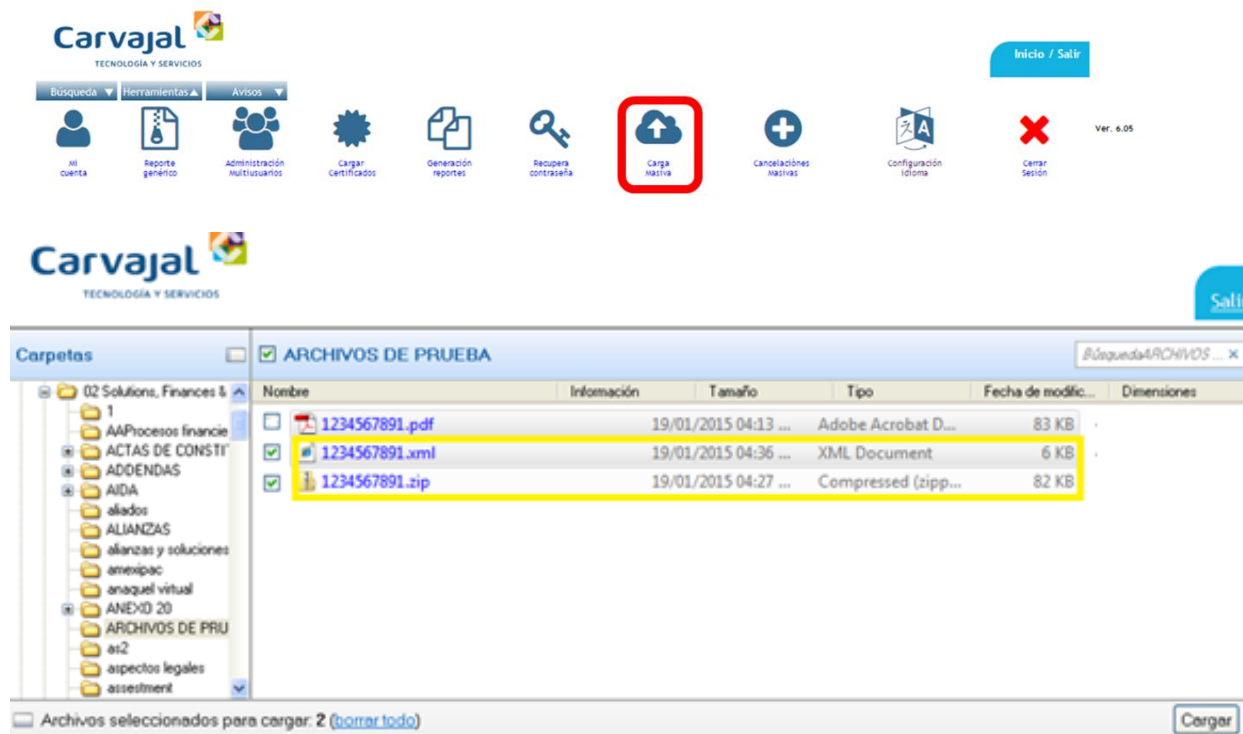 Carvajal
TECNOLOGÍA Y SERVICIOS
Inicio / Salir
Búsqueda Herramientas Avisos
Mi cuenta
Reporte genérico
Administración Multiusuarios
Cargar Certificados
Generación reportes
Recupera contraseña
Carga Masiva
Cancelaciónes Masivas
Configuración idioma
Cerrar Sesión
Ver. 6.05
Carvajal
TECNOLOGÍA Y SERVICIOS
Sali
Carpetas
ARCHIVOS DE PRUEBA
BúsquedaARCHIVOS ...
02 Solutions, Finances &
Nombre Información Tamaño Tipo Fecha de modific... Dimensiones
1
AAProcesos financie
ACTAS DE CONSTI
ADDENDAS
AIDA
aliados
ALIANZAS
alianzas y soluciones
amexipac
anaquel virtual
ANEXO 20
ARCHIVOS DE PRU
as2
aspectos legales
assestment
1234567891.pdf 19/01/2015 04:13 ... Adobe Acrobat D... 83 KB
1234567891.xml 19/01/2015 04:36 ... XML Document 6 KB
1234567891.zip 19/01/2015 04:27 ... Compressed (zipp... 82 KB
Archivos seleccionados para cargar: 2 (borrar todo)
Cargar